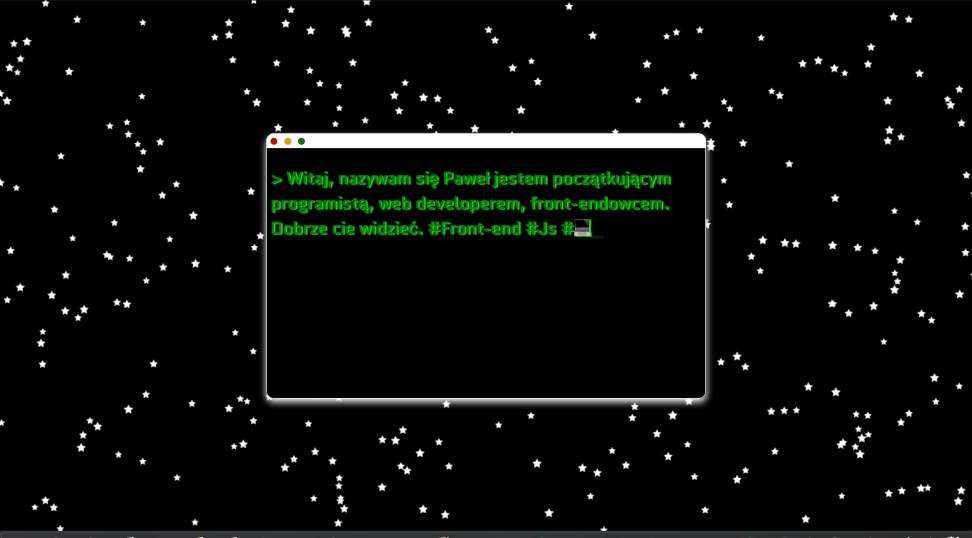 > Witaj, nazywam się Paweł jestem początkującym
programistą, web developerem, front-endowcem.
Dobrze cie widzieć. #Front-end #Js #💻_